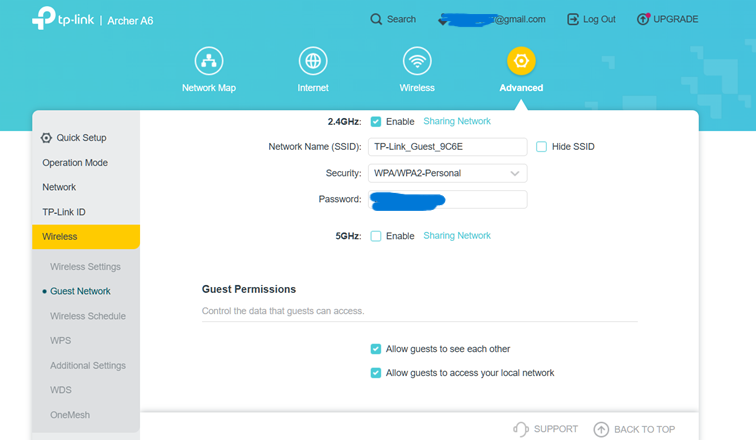 tp-link | Archer A6
Search
@gmail.com
Log Out
UPGRADE
Network Map
Internet
Wireless
Advanced
Quick Setup
Operation Mode
Network
TP-Link ID
Wireless
Wireless Settings
Guest Network
Wireless Schedule
WPS
Additional Settings
WDS
OneMesh
2.4GHz: Enable Sharing Network
Network Name (SSID): TP-Link_Guest_9C6E Hide SSID
Security: WPA/WPA2-Personal
Password:
5GHz: Enable Sharing Network
Guest Permissions
Control the data that guests can access.
Allow guests to see each other
Allow guests to access your local network
SUPPORT
BACK TO TOP